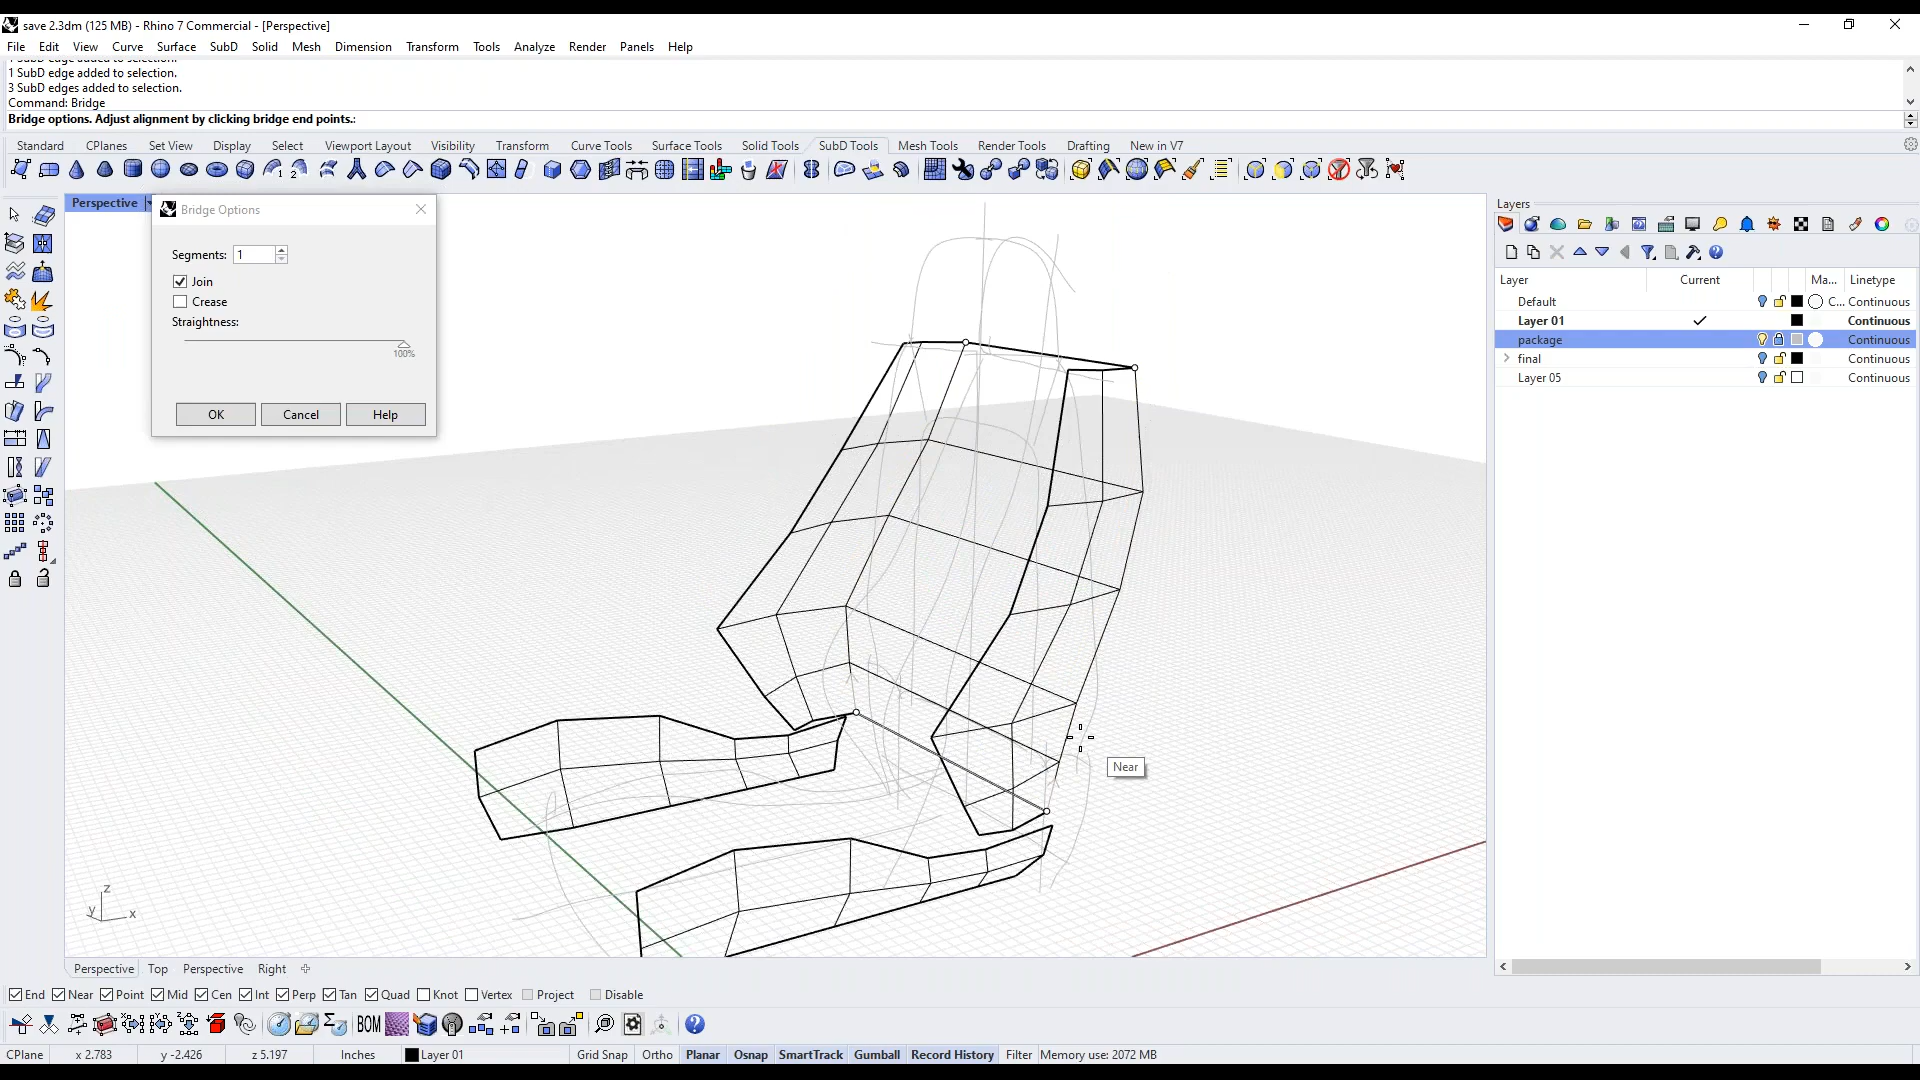 save 2.3dm (125 MB) - Rhino 7 Commercial - [Perspective]
File Edit View Curve Surface SubD Solid Mesh Dimension Transform Tools Analyze Render Panels Help
1 SubD edge added to selection.
1 SubD edge added to selection.
3 SubD edges added to selection.
Command: Bridge
Bridge options. Adjust alignment by clicking bridge end points.:
Standard CPlanes Set View Display Select Viewport Layout Visibility Transform Curve Tools Surface Tools Solid Tools SubD Tools Mesh Tools Render Tools Drafting New in V7
Perspective
Bridge Options
Segments: 1
Join
Crease
Straightness:
100%
OK Cancel Help
Near
z
y x
Layers
Layer Current Ma... Linetype
Default C... Continuous
Layer 01 Continuous
package Continuous
final Continuous
Layer 05 Continuous
Perspective Top Perspective Right
End Near Point Mid Cen Int Perp Tan Quad Knot Vertex Project Disable
BOM
CPlane x 2.783 y -2.426 z 5.197 Inches Layer 01 Grid Snap Ortho Planar Osnap SmartTrack Gumball Record History Filter Memory use: 2072 MB